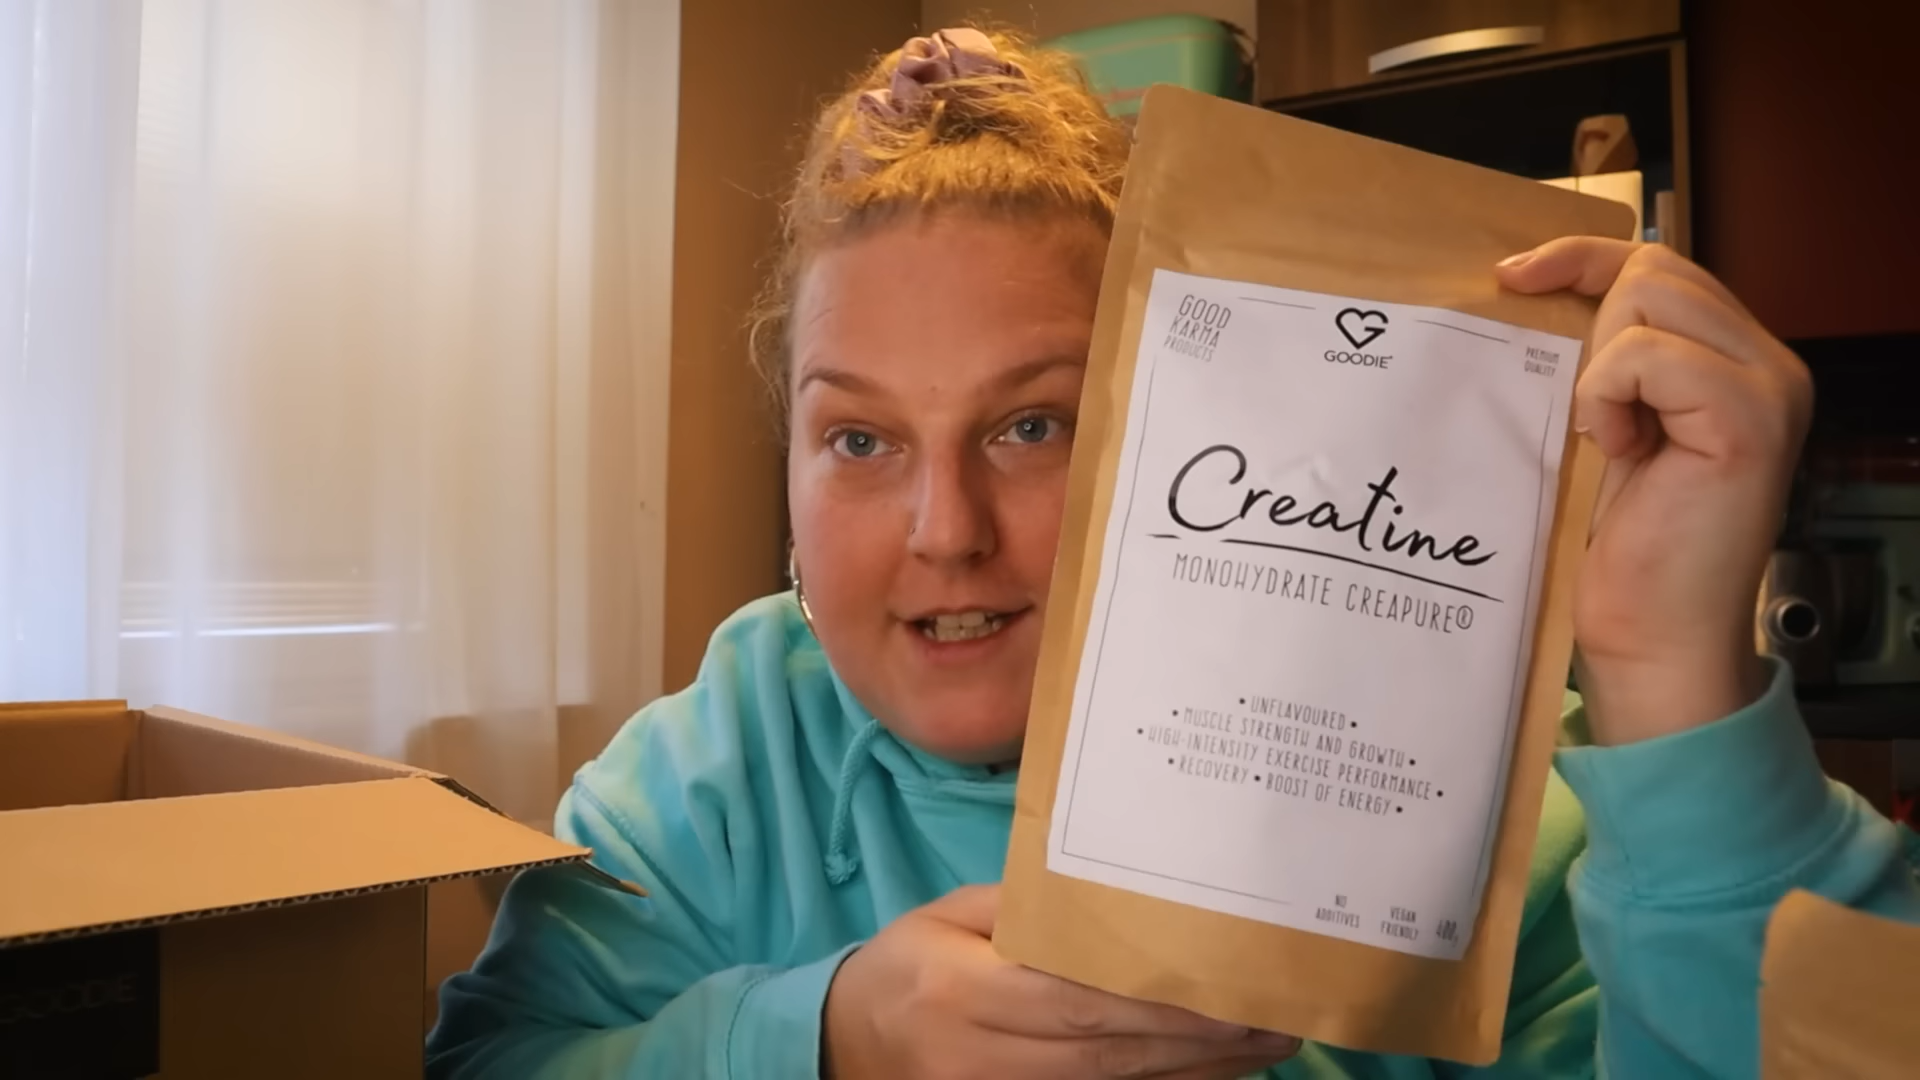 GOOD
KARMA
PRODUCTS
GOODIE
PREMIUM
QUALITY
Creatine
MONOHYDRATE CREAPURE®
• UNFLAVOURED •
• MUSCLE STRENGTH AND GROWTH •
• HIGH-INTENSITY EXERCISE PERFORMANCE •
• RECOVERY • BOOST OF ENERGY •
NO
ADDITIVES
VEGAN
FRIENDLY
400g
GOODIE